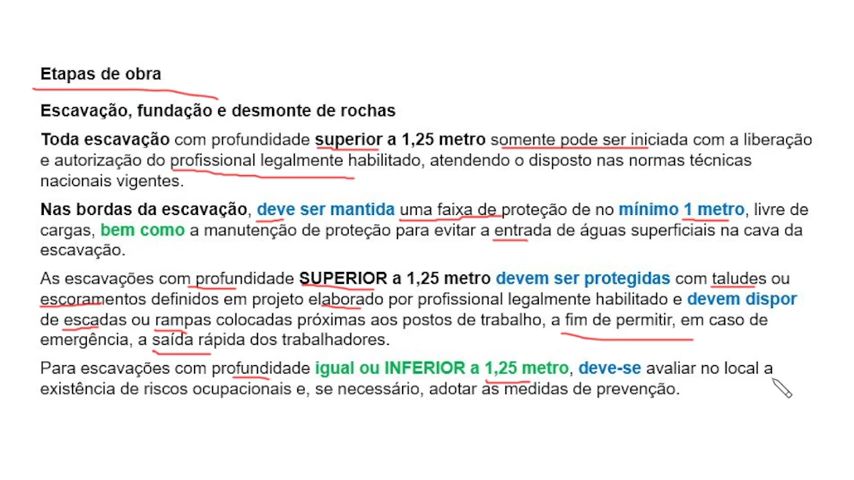 Etapas de obra
Escavação, fundação e desmonte de rochas
Toda escavação com profundidade superior a 1,25 metro somente pode ser iniciada com a liberação
e autorização do profissional legalmente habilitado, atendendo o disposto nas normas técnicas
nacionais vigentes.
Nas bordas da escavação, deve ser mantida uma faixa de proteção de no mínimo 1 metro, livre de
cargas, bem como a manutenção de proteção para evitar a entrada de águas superficiais na cava da
escavação.
As escavações com profundidade SUPERIOR a 1,25 metro devem ser protegidas com taludes ou
escoramentos definidos em projeto elaborado por profissional legalmente habilitado e devem dispor
de escadas ou rampas colocadas próximas aos postos de trabalho, a fim de permitir, em caso de
emergência, a saída rápida dos trabalhadores.
Para escavações com profundidade igual ou INFERIOR a 1,25 metro, deve-se avaliar no local a
existência de riscos ocupacionais e, se necessário, adotar as medidas de prevenção.